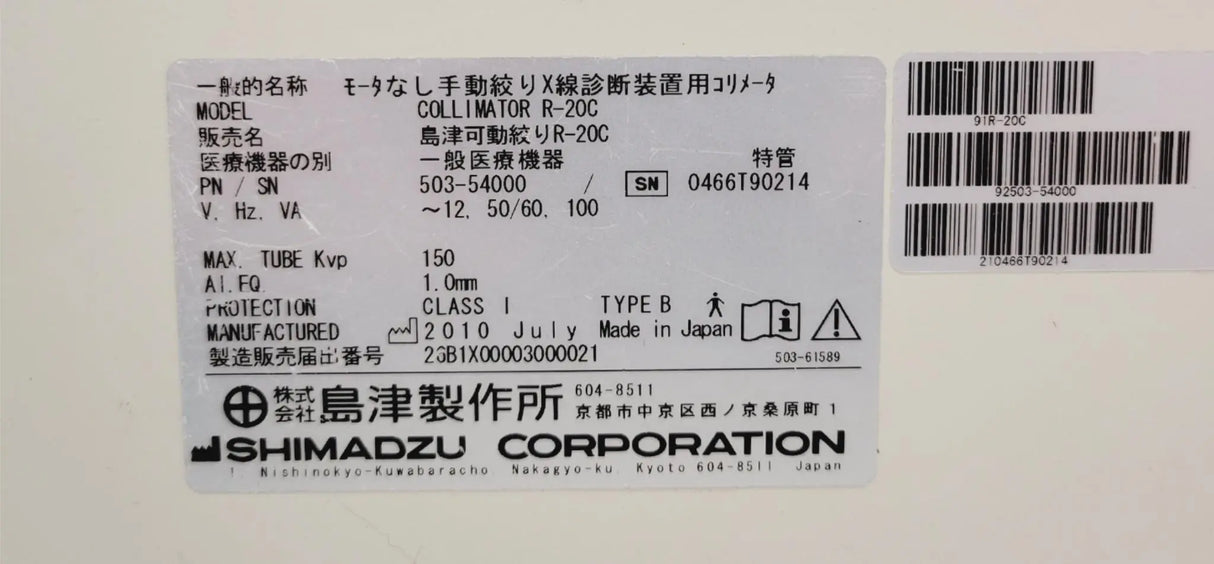 一般的名称 モータなし手動絞りX線診断装置用コリメータ
MODEL COLLIMATOR R-20C
販売名 島津可動絞りR-20C
医療機器の別 一般医療機器 特管
PN / SN 503-54000 / SN 0466T90214
V. Hz. VA ～12. 50/60. 100
MAX. TUBE Kvp 150
Al.EQ. 1.0mm
PROTECTION CLASS I TYPE B
MANUFACTURED 2010 July Made in Japan
製造販売届出番号 26B1X00003000021 503-61589
株式会社 島津製作所 604-8511
京都市中京区西ノ京桑原町1
SHIMADZU CORPORATION
1. Nishinokyo-Kuwabaracho Nakagyo-ku. Kyoto 604-8511 Japan
91R-20C
92503-54000
210466T90214